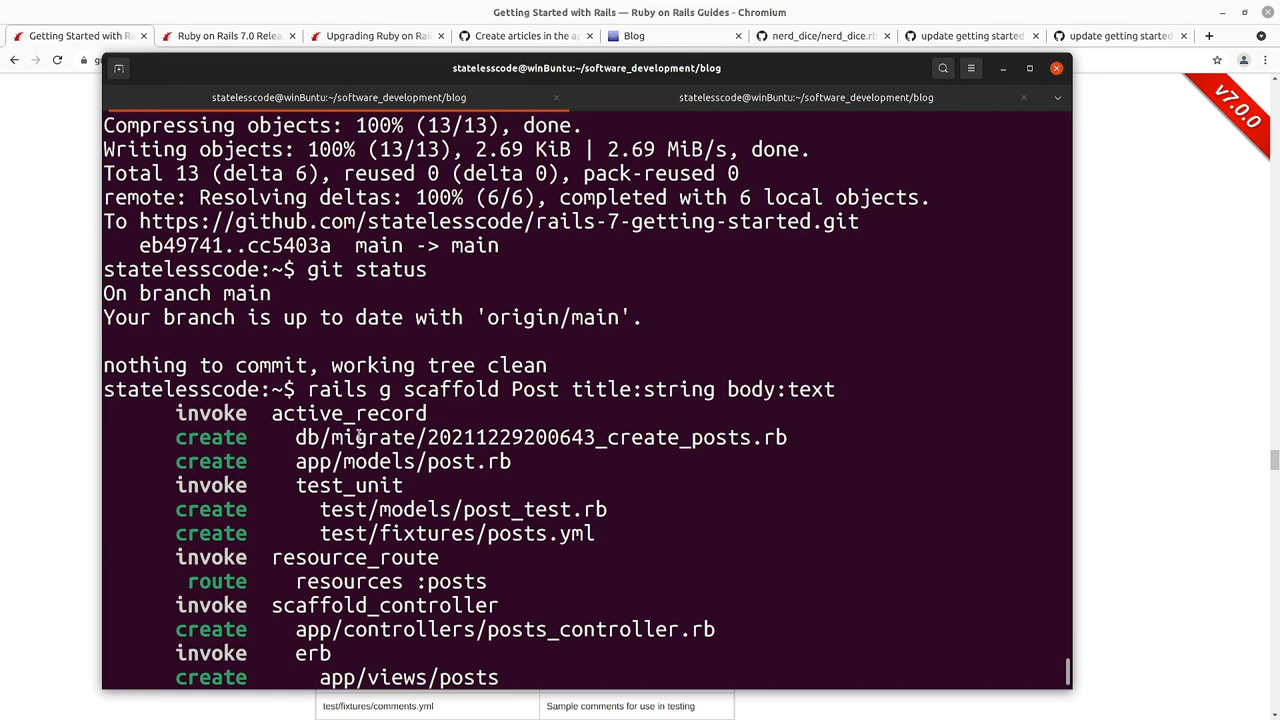 Getting Started with Rails — Ruby on Rails Guides - Chromium
Getting Started with Ra
Ruby on Rails 7.0 Relea
Upgrading Ruby on Rail
Create articles in the ap
Blog
nerd_dice/nerd_dice.rb
update getting started
update getting started
statelesscode@winBuntu:~/software_development/blog
statelesscode@winBuntu:~/software_development/blog
statelesscode@winBuntu:~/software_development/blog
v7.0.0
Compressing objects: 100% (13/13), done.
Writing objects: 100% (13/13), 2.69 KiB | 2.69 MiB/s, done.
Total 13 (delta 6), reused 0 (delta 0), pack-reused 0
remote: Resolving deltas: 100% (6/6), completed with 6 local objects.
To https://github.com/statelesscode/rails-7-getting-started.git
eb49741..cc5403a  main -> main
statelesscode:~$ git status
On branch main
Your branch is up to date with 'origin/main'.
nothing to commit, working tree clean
statelesscode:~$ rails g scaffold Post title:string body:text
invoke  active_record
create    db/migrate/20211229200643_create_posts.rb
create    app/models/post.rb
invoke    test_unit
create      test/models/post_test.rb
create      test/fixtures/posts.yml
invoke  resource_route
route    resources :posts
invoke  scaffold_controller
create    app/controllers/posts_controller.rb
invoke    erb
create      app/views/posts
test/fixtures/comments.yml
Sample comments for use in testing